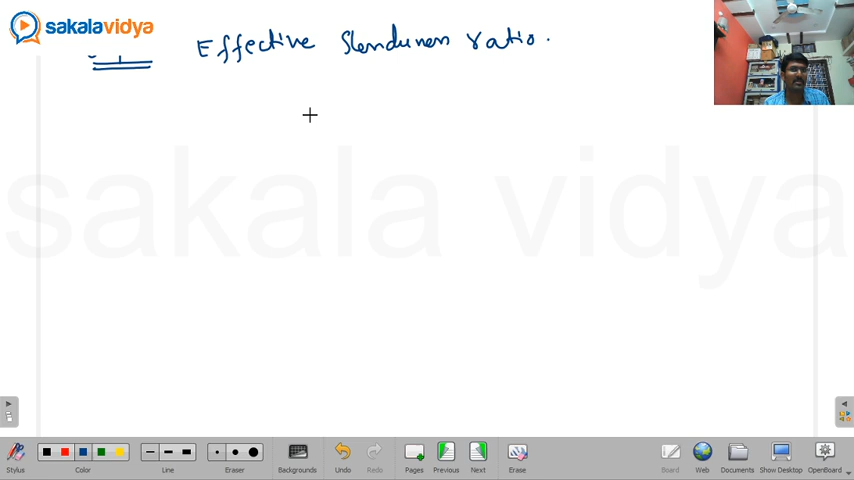 sakalavidya
Effective Slenderness ratio.
sakala vidya
Stylus
Color
Line
Eraser
Backgrounds
Undo
Redo
Pages
Previous
Next
Erase
Board
Web
Documents
Show Desktop
OpenBoard